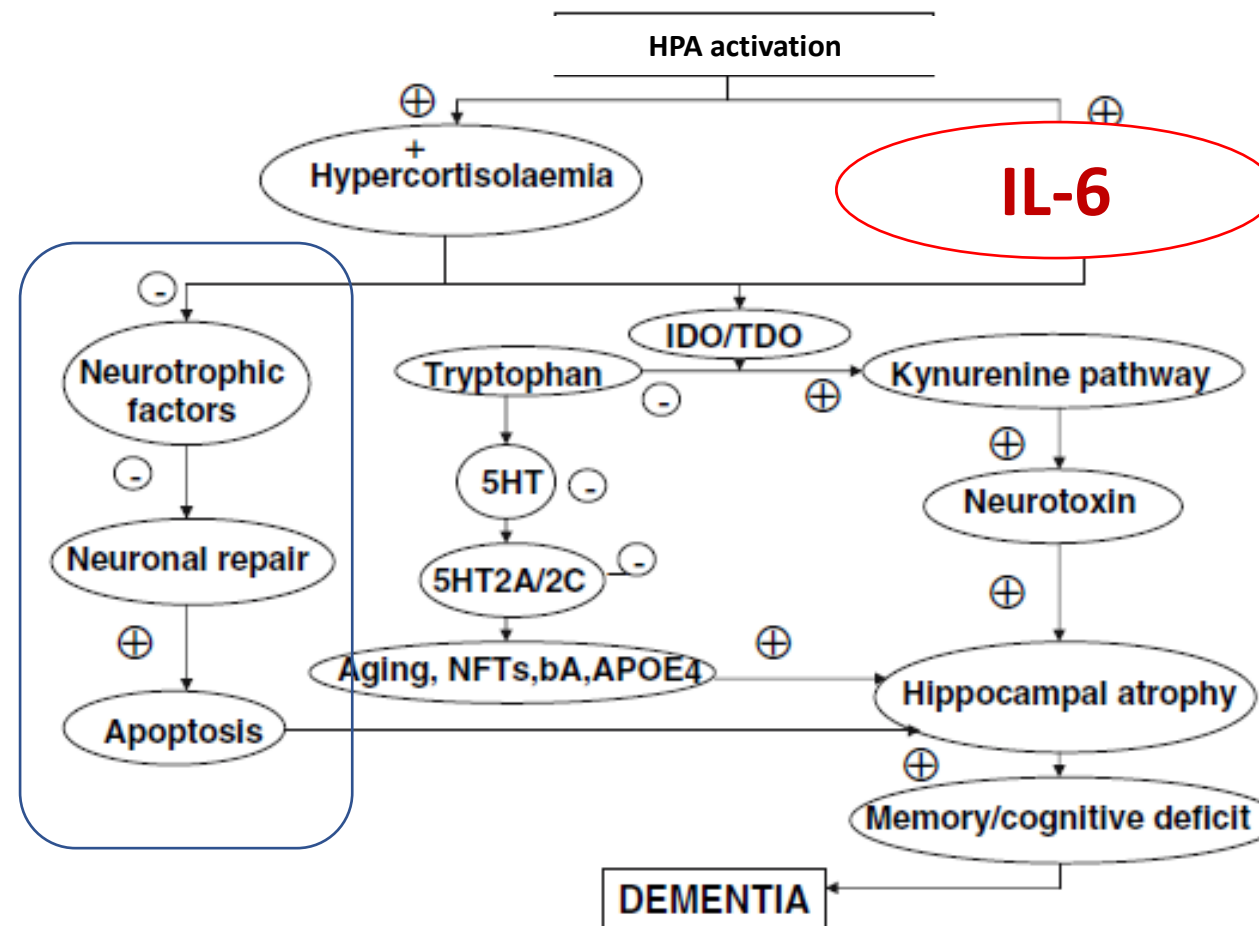 HPA activation
⊕
⊕
+
Hypercortisolaemia
IL-6
-
IDO/TDO
Neurotrophic
factors
Tryptophan
Kynurenine pathway
-
⊕
⊕
-
5HT
-
Neurotoxin
Neuronal repair
5HT2A/2C
-
⊕
⊕
⊕
Aging, NFTs,bA,APOE4
Hippocampal atrophy
Apoptosis
⊕
Memory/cognitive deficit
DEMENTIA